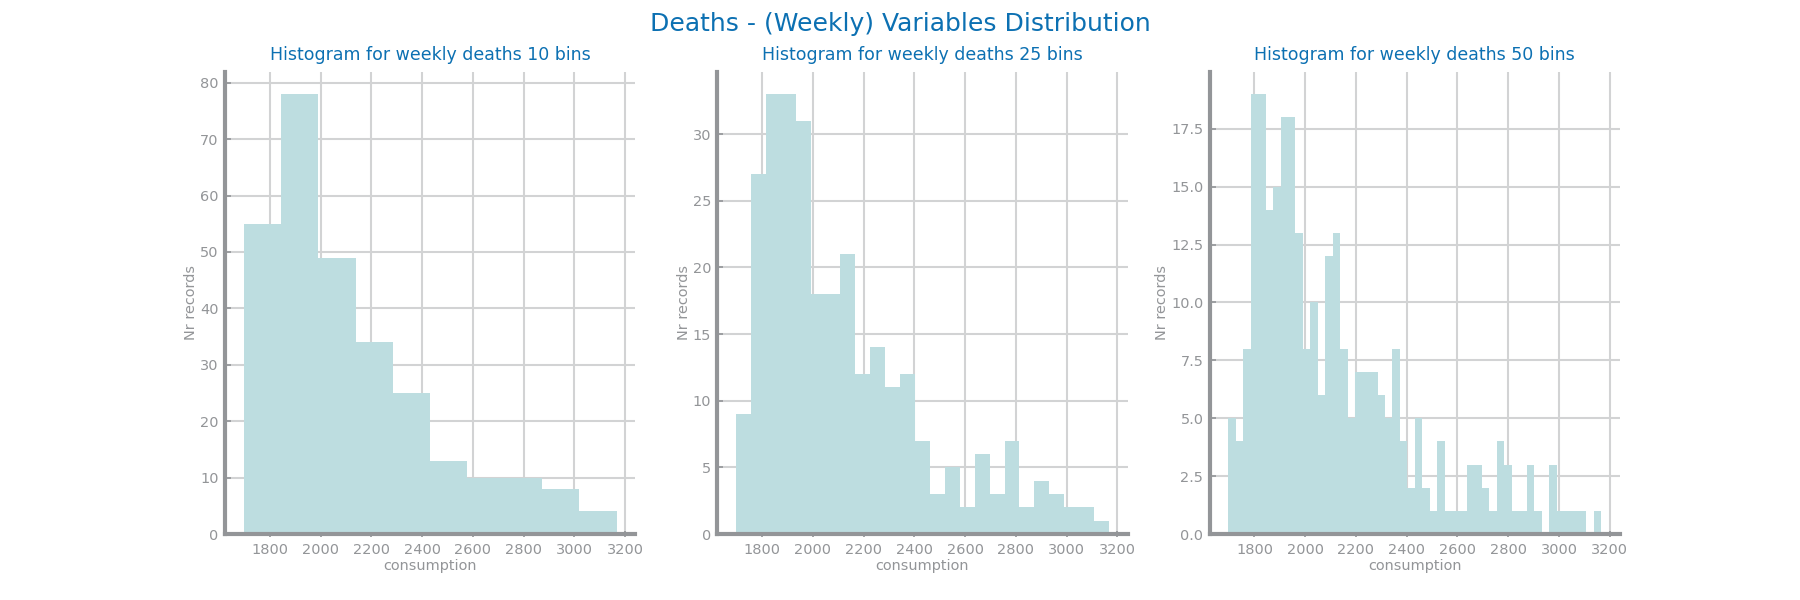 Deaths - (Weekly) Variables Distribution
Histogram for weekly deaths 10 bins
80
70
60
50
40
30
20
10
0
Nr records
1800 2000 2200 2400 2600 2800 3000 3200
consumption
Histogram for weekly deaths 25 bins
30
25
20
15
10
5
0
Nr records
1800 2000 2200 2400 2600 2800 3000 3200
consumption
Histogram for weekly deaths 50 bins
17.5
15.0
12.5
10.0
7.5
5.0
2.5
0.0
Nr records
1800 2000 2200 2400 2600 2800 3000 3200
consumption